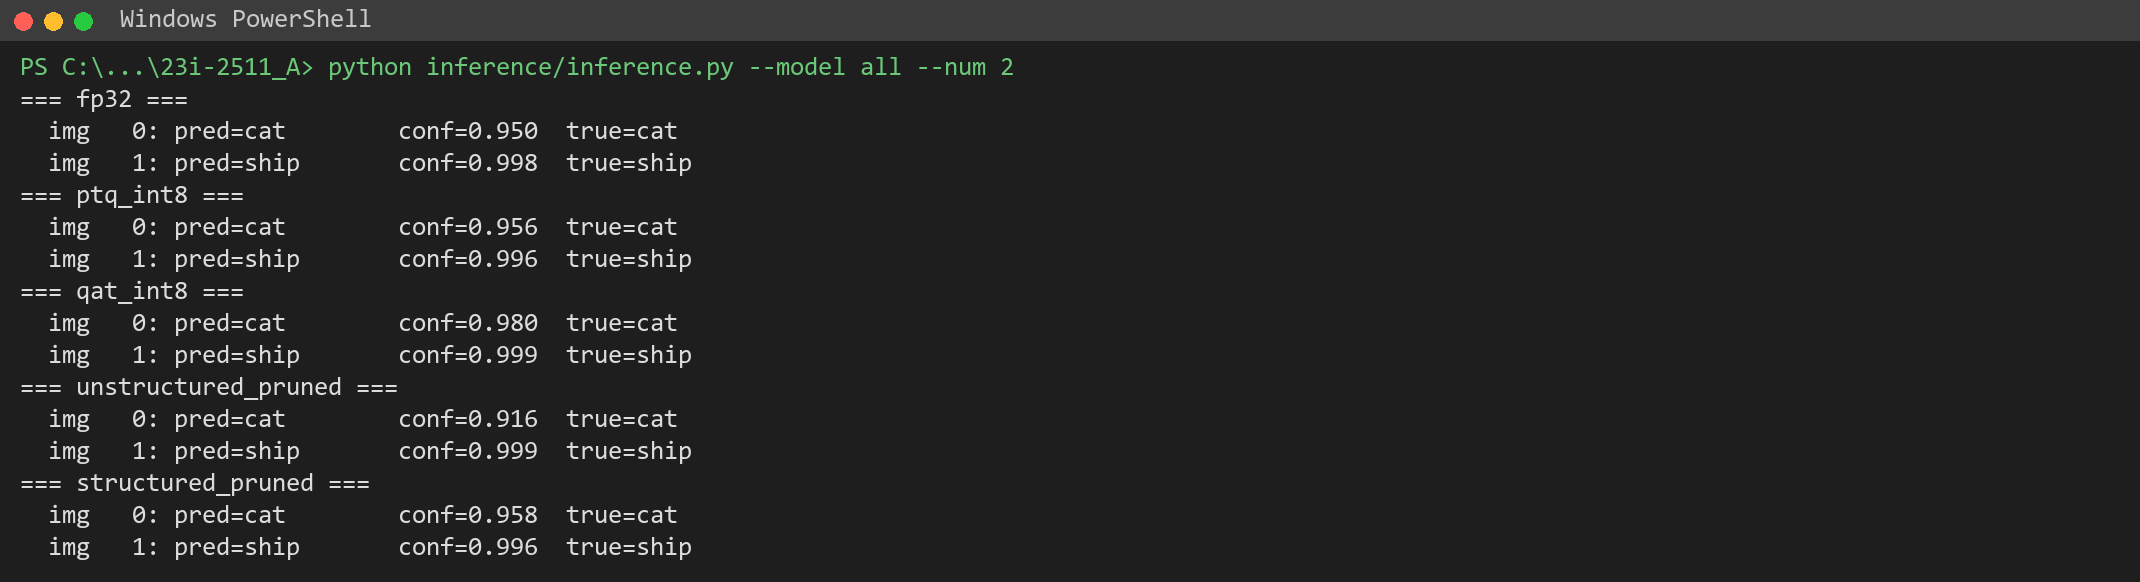 Windows PowerShell
PS C:\...\23i-2511_A> python inference/inference.py --model all --num 2
=== fp32 ===
  img   0: pred=cat        conf=0.950  true=cat
  img   1: pred=ship       conf=0.998  true=ship
=== ptq_int8 ===
  img   0: pred=cat        conf=0.956  true=cat
  img   1: pred=ship       conf=0.996  true=ship
=== qat_int8 ===
  img   0: pred=cat        conf=0.980  true=cat
  img   1: pred=ship       conf=0.999  true=ship
=== unstructured_pruned ===
  img   0: pred=cat        conf=0.916  true=cat
  img   1: pred=ship       conf=0.999  true=ship
=== structured_pruned ===
  img   0: pred=cat        conf=0.958  true=cat
  img   1: pred=ship       conf=0.996  true=ship